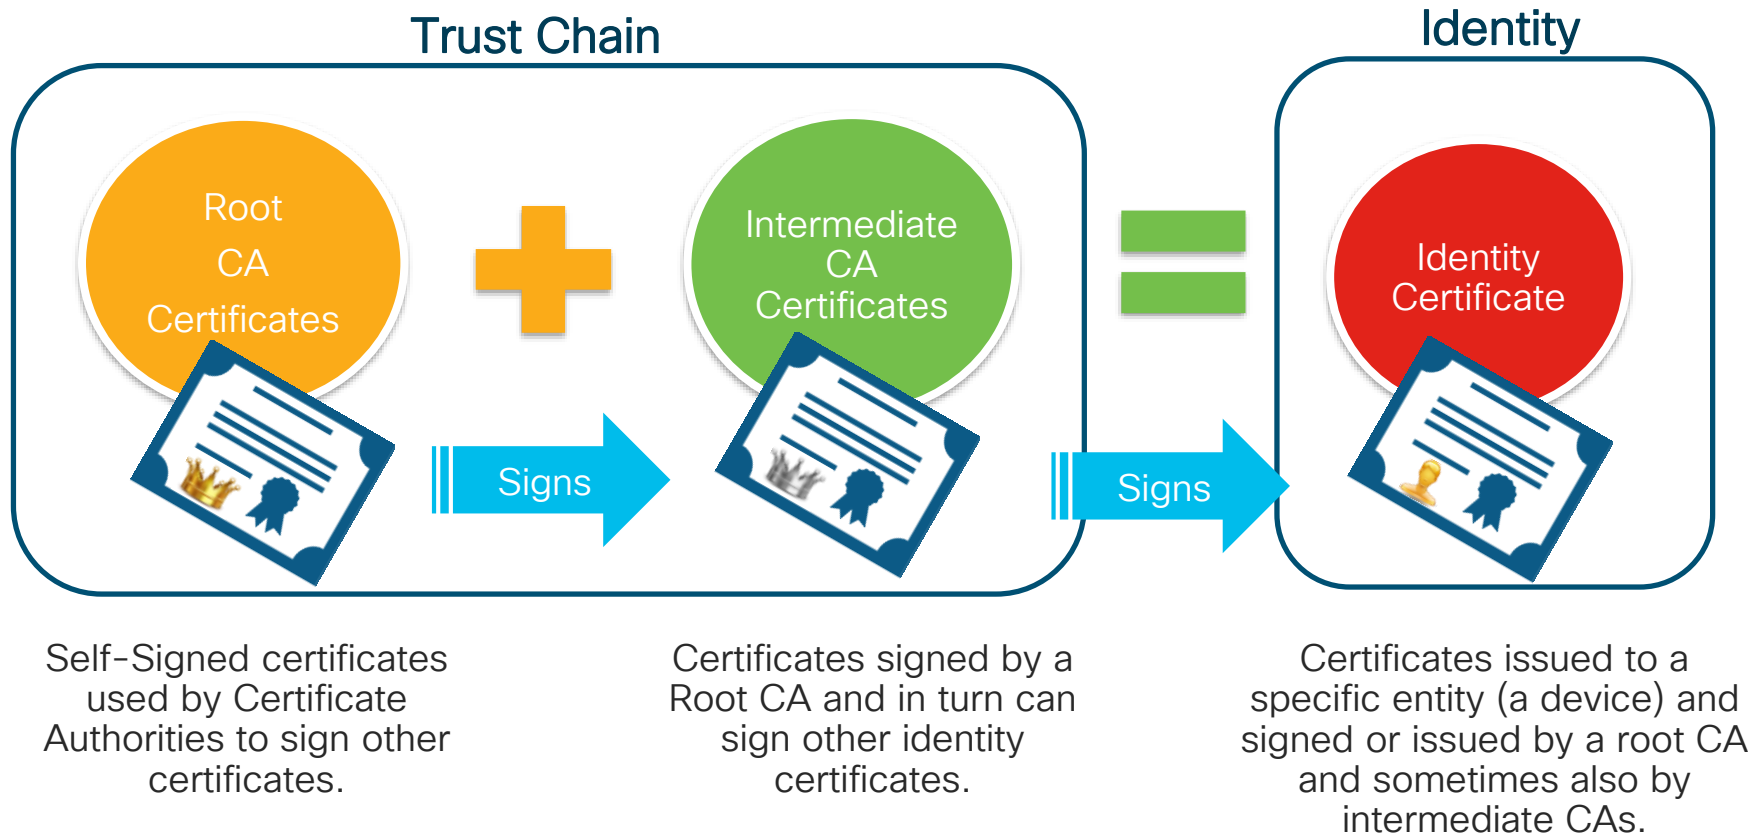 Trust Chain
Identity
Root
CA
Certificates
Intermediate
CA
Certificates
Identity
Certificate
Signs
Signs
Self-Signed certificates
used by Certificate
Authorities to sign other
certificates.
Certificates signed by a
Root CA and in turn can
sign other identity
certificates.
Certificates issued to a
specific entity (a device) and
signed or issued by a root CA
and sometimes also by
intermediate CAs.